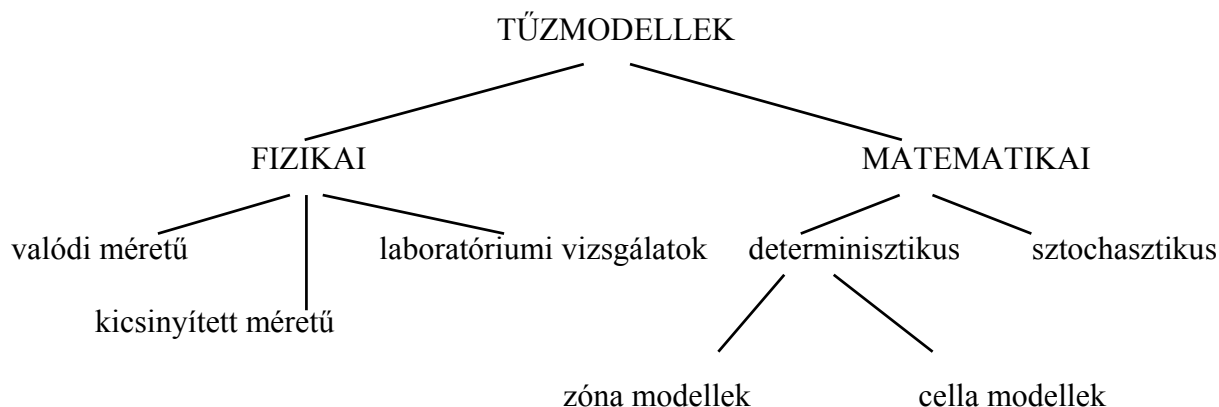 TŰZMODELLEK
FIZIKAI MATEMATIKAI
valódi méretű laboratóriumi vizsgálatok determinisztikus sztochasztikus
kicsinyített méretű
zóna modellek cella modellek